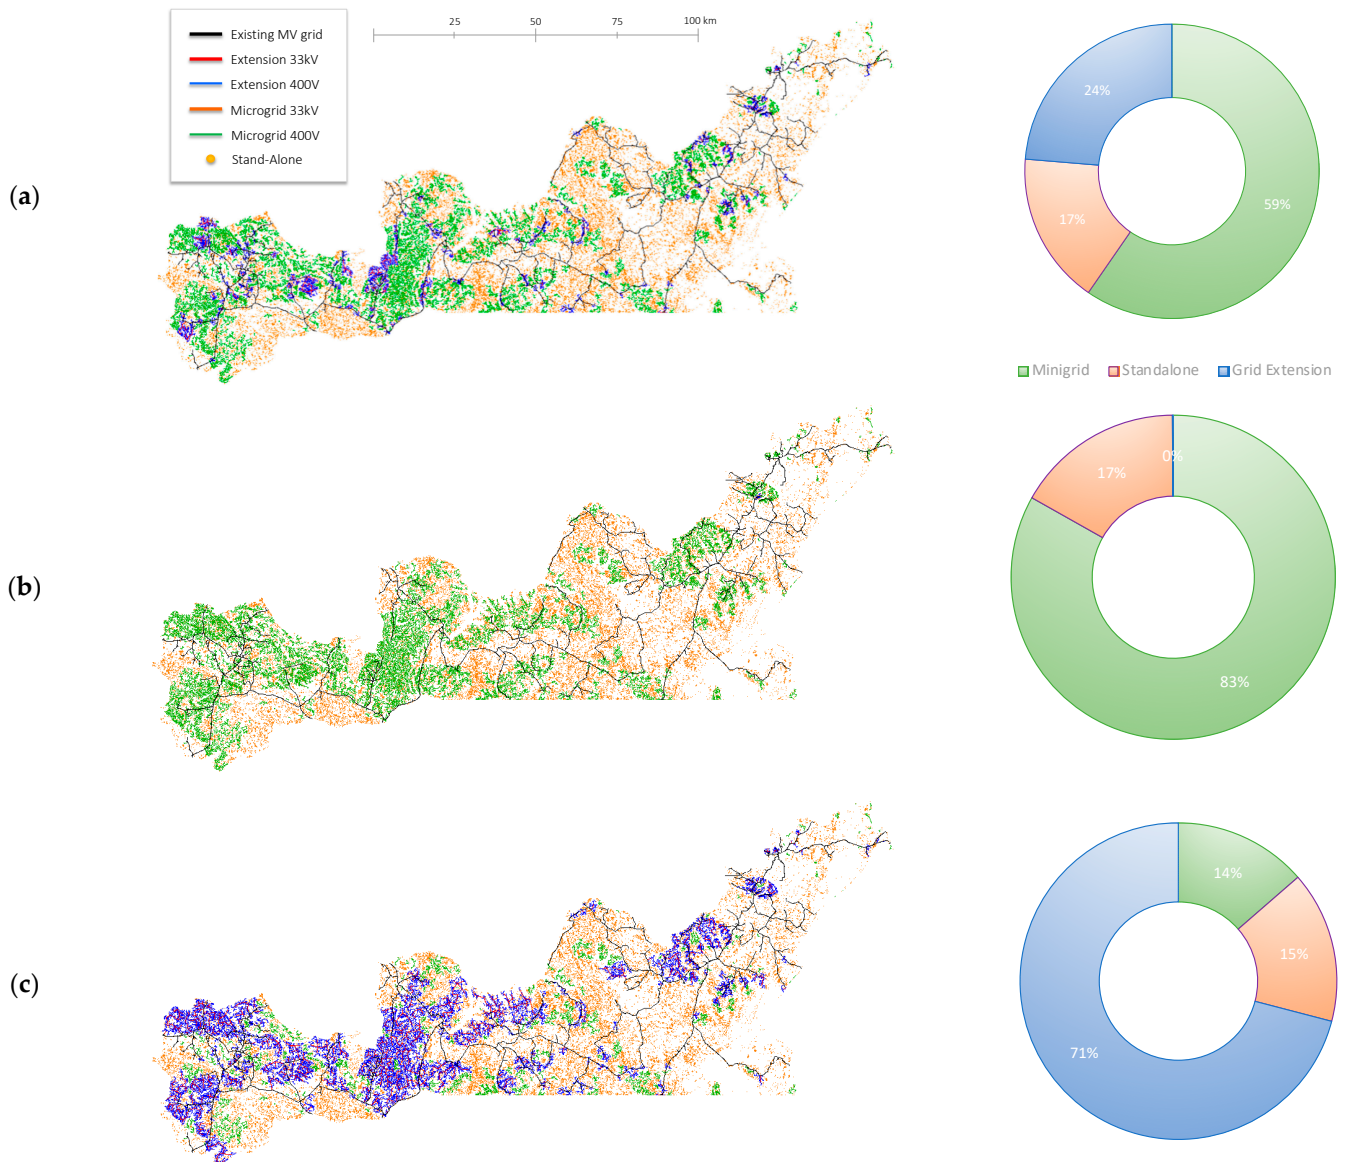 25 50 75 100 km
Existing MV grid
Extension 33kV
Extension 400V
Microgrid 33kV
Microgrid 400V
Stand-Alone
(a)
24%
17%
59%
Minigrid Standalone Grid Extension
(b)
17%
0%
83%
(c)
14%
15%
71%